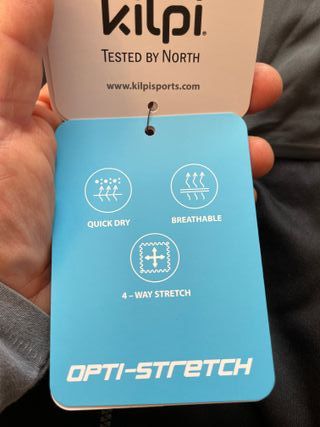 kilpi®
TESTED BY NORTH
www.kilpisports.com
QUICK DRY
BREATHABLE
4 – WAY STRETCH
OPTI-STRETCH